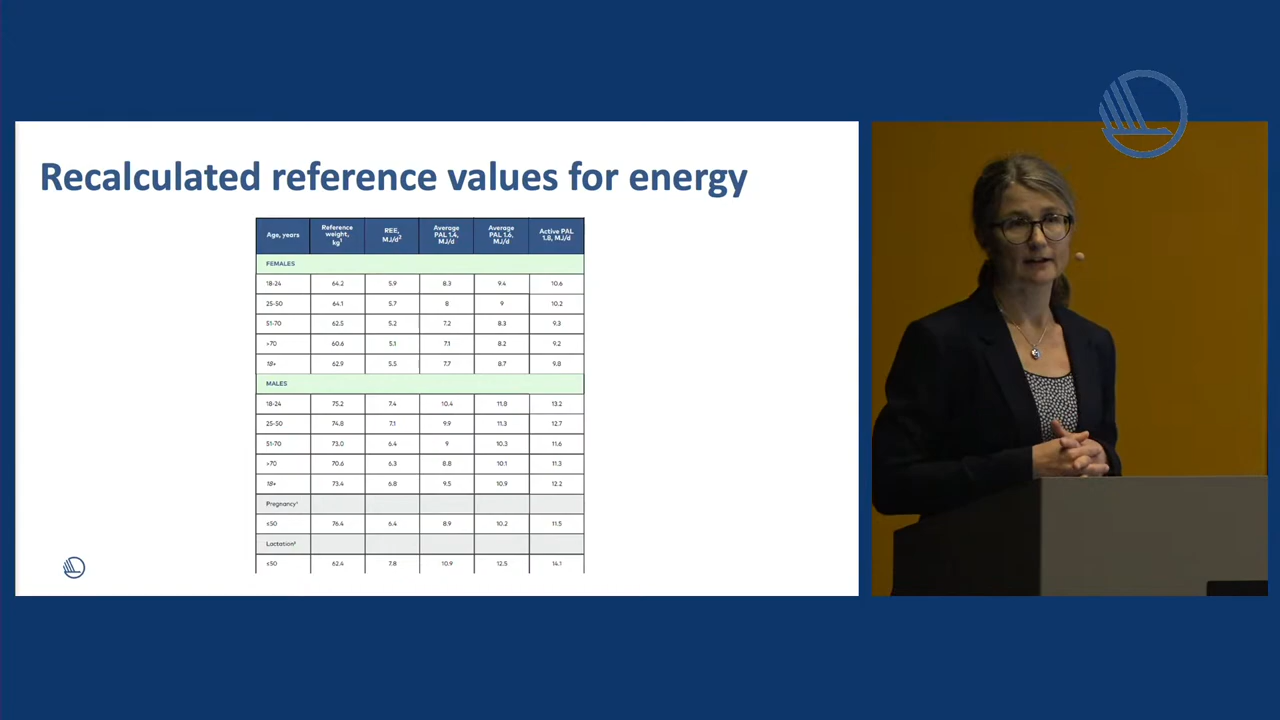 Recalculated reference values for energy
Age, years | Reference weight, kg¹ | REE, MJ/d² | Average PAL 1.4, MJ/d | Average PAL 1.6, MJ/d | Active PAL 1.8, MJ/d
FEMALES
18-24 | 64.2 | 5.9 | 8.3 | 9.4 | 10.6
25-50 | 64.1 | 5.7 | 8 | 9 | 10.2
51-70 | 62.5 | 5.2 | 7.2 | 8.3 | 9.3
>70 | 60.6 | 5.1 | 7.1 | 8.2 | 9.2
18+ | 62.9 | 5.5 | 7.7 | 8.7 | 9.8
MALES
18-24 | 75.2 | 7.4 | 10.4 | 11.8 | 13.2
25-50 | 74.8 | 7.1 | 9.9 | 11.3 | 12.7
51-70 | 73.0 | 6.4 | 9 | 10.3 | 11.6
>70 | 70.6 | 6.3 | 8.8 | 10.1 | 11.3
18+ | 73.4 | 6.8 | 9.5 | 10.9 | 12.2
Pregnancy
≤50 | 76.4 | 6.4 | 8.9 | 10.2 | 11.5
Lactation
≤50 | 62.4 | 7.8 | 10.9 | 12.5 | 14.1